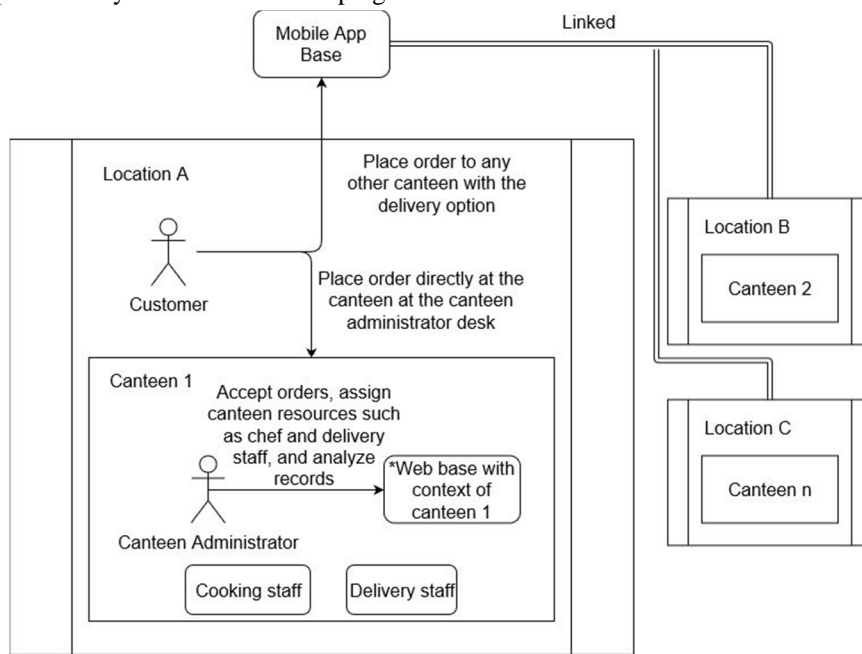 Mobile App
Base
Linked
Location A
Place order to any
other canteen with the
delivery option
Customer
Place order directly at the
canteen at the canteen
administrator desk
Location B
Canteen 2
Canteen 1
Accept orders, assign
canteen resources such
as chef and delivery
staff, and analyze
records
*Web base with
context of
canteen 1
Canteen Administrator
Cooking staff
Delivery staff
Location C
Canteen n